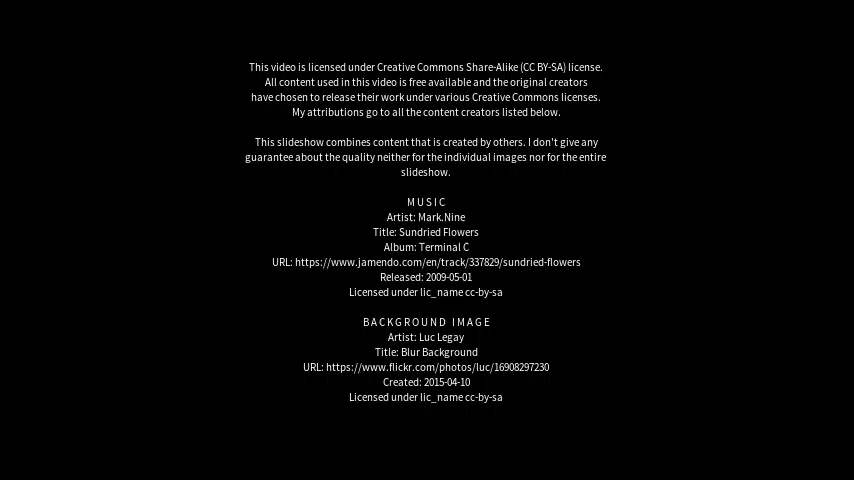 This video is licensed under Creative Commons Share-Alike (CC BY-SA) license.
All content used in this video is free available and the original creators
have chosen to release their work under various Creative Commons licenses.
My attributions go to all the content creators listed below.
This slideshow combines content that is created by others. I don't give any
guarantee about the quality neither for the individual images nor for the entire
slideshow.
MUSIC
Artist: Mark.Nine
Title: Sundried Flowers
Album: Terminal C
URL: https://www.jamendo.com/en/track/337829/sundried-flowers
Released: 2009-05-01
Licensed under lic_name cc-by-sa
BACKGROUND IMAGE
Artist: Luc Legay
Title: Blur Background
URL: https://www.flickr.com/photos/luc/16908297230
Created: 2015-04-10
Licensed under lic_name cc-by-sa